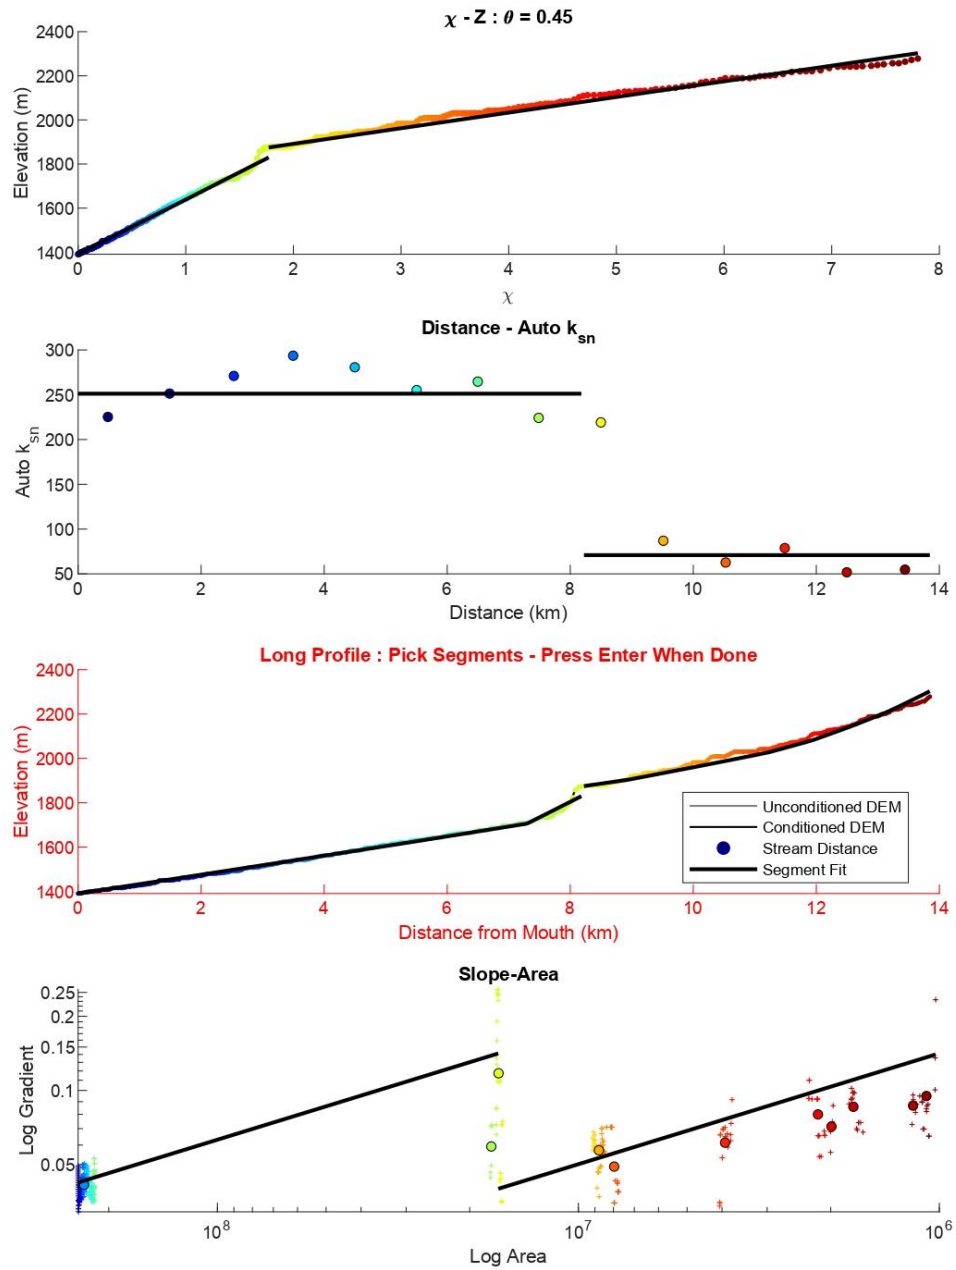 χ - Z : θ = 0.45
2400
2200
2000
1800
1600
1400
Elevation (m)
0 1 2 3 4 5 6 7 8
χ
Distance - Auto ksn
300
250
200
150
100
50
Auto ksn
0 2 4 6 8 10 12 14
Distance (km)
Long Profile : Pick Segments - Press Enter When Done
2400
2200
2000
1800
1600
1400
Elevation (m)
Unconditioned DEM
Conditioned DEM
Stream Distance
Segment Fit
0 2 4 6 8 10 12 14
Distance from Mouth (km)
Slope-Area
0.25
0.2
0.15
0.1
0.05
Log Gradient
10^8 10^7 10^6
Log Area